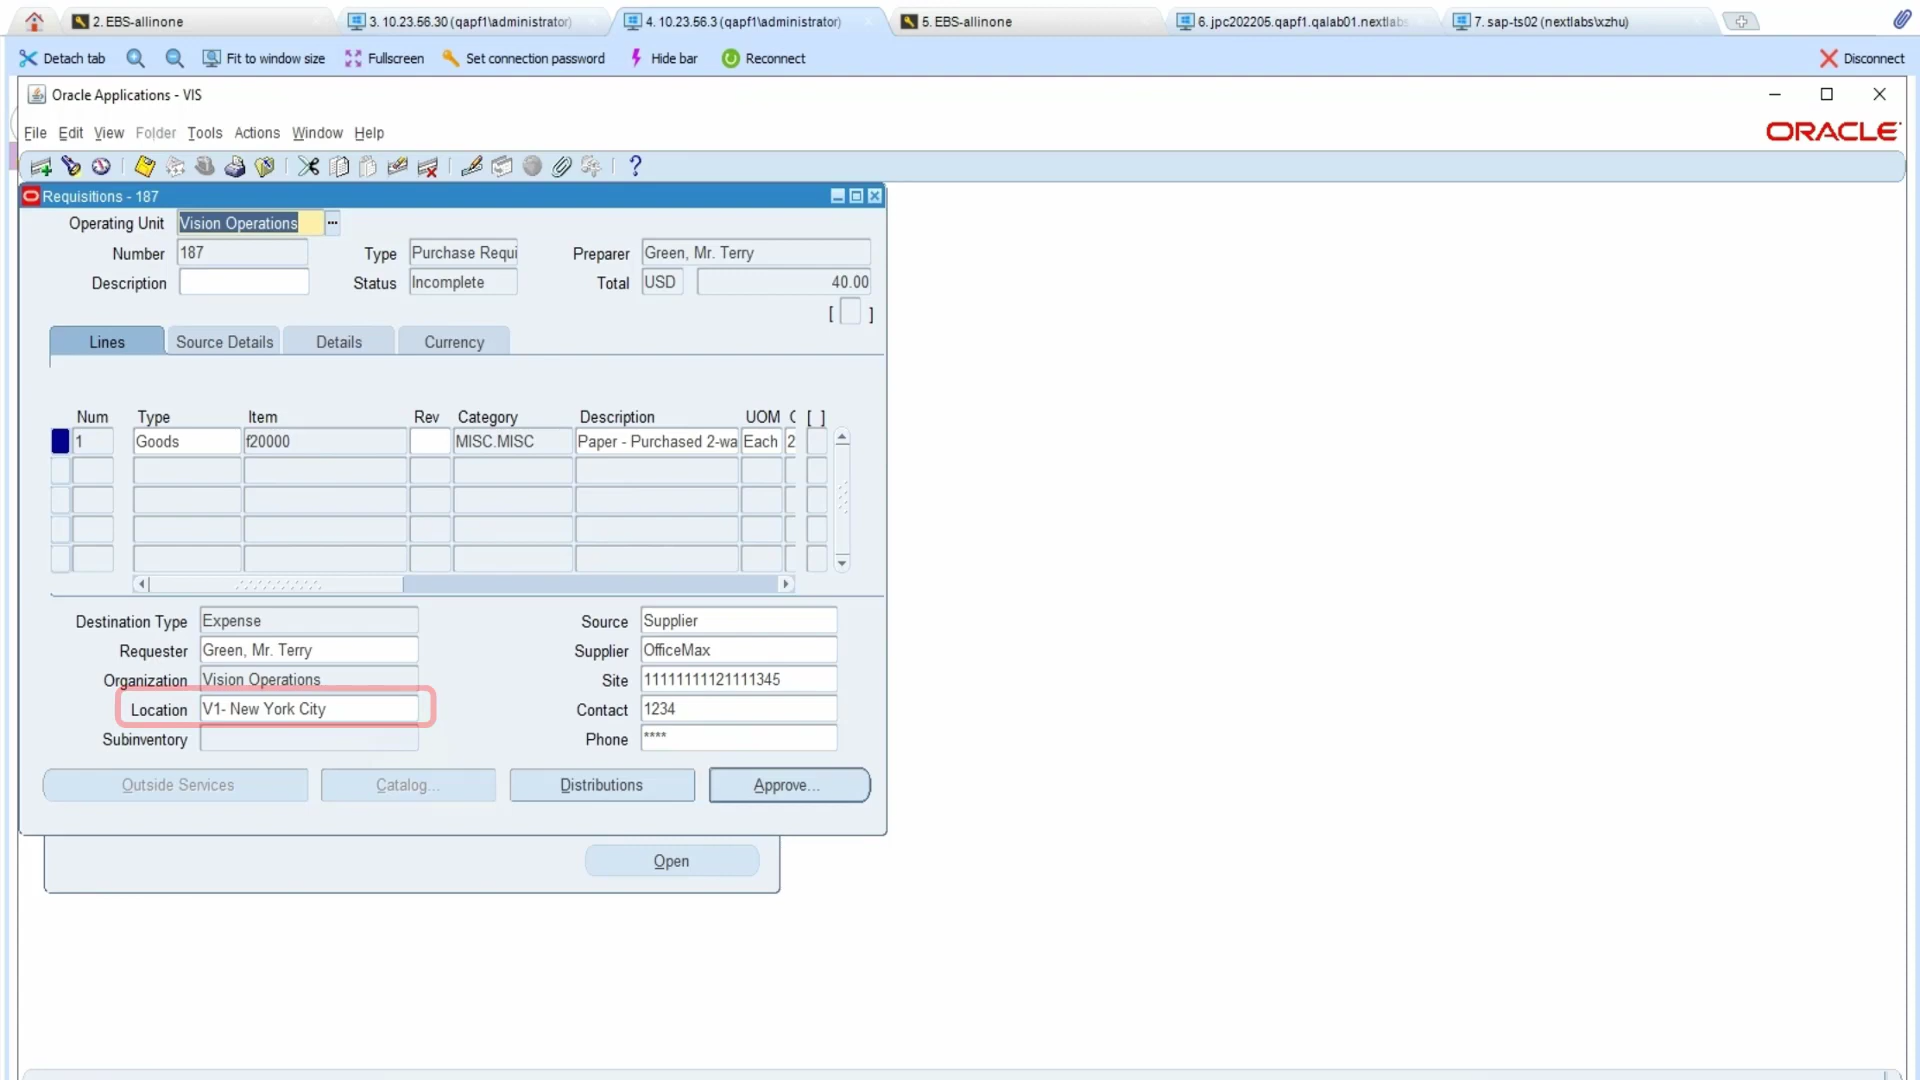 2. EBS-allinone 3. 10.23.56.30 (qapf1\administrator) 4. 10.23.56.3 (qapf1\administrator) 5. EBS-allinone 6. jpc202205.qapf1.qalab01.nextlabs 7. sap-ts02 (nextlabs\xzhu)
Detach tab Fit to window size Fullscreen Set connection password Hide bar Reconnect Disconnect
Oracle Applications - VIS
File Edit View Folder Tools Actions Window Help
ORACLE
Requisitions - 187
Operating Unit Vision Operations ...
Number 187 Type Purchase Requi Preparer Green, Mr. Terry
Description Status Incomplete Total USD 40.00
[ ]
Lines Source Details Details Currency
Num Type Item Rev Category Description UOM [ ]
1 Goods f20000 MISC.MISC Paper - Purchased 2-wa Each 2
Destination Type Expense Source Supplier
Requester Green, Mr. Terry Supplier OfficeMax
Organization Vision Operations Site 11111111121111345
Location V1- New York City Contact 1234
Subinventory Phone ****
Outside Services Catalog... Distributions Approve...
Open